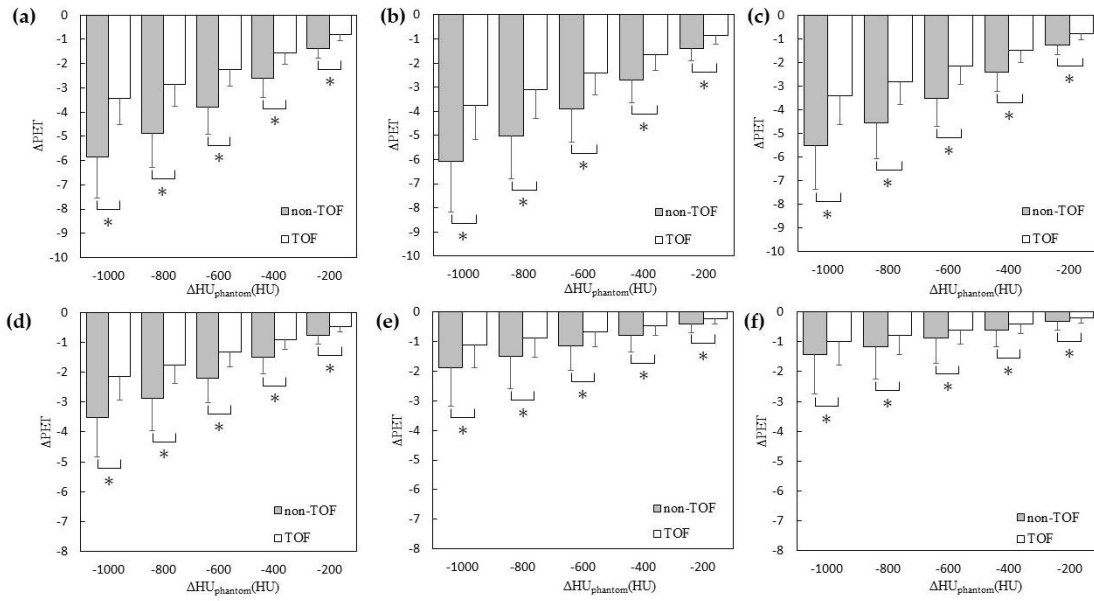 (a)
0
-1
-2
-3
-4
-5
-6
-7
-8
-9
-10
ΔPET
* * * * *
non-TOF
TOF
-1000 -800 -600 -400 -200
ΔHUphantom(HU)
(b)
0
-1
-2
-3
-4
-5
-6
-7
-8
-9
-10
ΔPET
* * * * *
non-TOF
TOF
-1000 -800 -600 -400 -200
ΔHUphantom(HU)
(c)
0
-1
-2
-3
-4
-5
-6
-7
-8
-9
-10
ΔPET
* * * * *
non-TOF
TOF
-1000 -800 -600 -400 -200
ΔHUphantom(HU)
(d)
0
-1
-2
-3
-4
-5
-6
-7
-8
ΔPET
* * * * *
non-TOF
TOF
-1000 -800 -600 -400 -200
ΔHUphantom(HU)
(e)
0
-1
-2
-3
-4
-5
-6
-7
-8
ΔPET
* * * * *
non-TOF
TOF
-1000 -800 -600 -400 -200
ΔHUphantom(HU)
(f)
0
-1
-2
-3
-4
-5
-6
-7
-8
ΔPET
* * * * *
non-TOF
TOF
-1000 -800 -600 -400 -200
ΔHUphantom(HU)